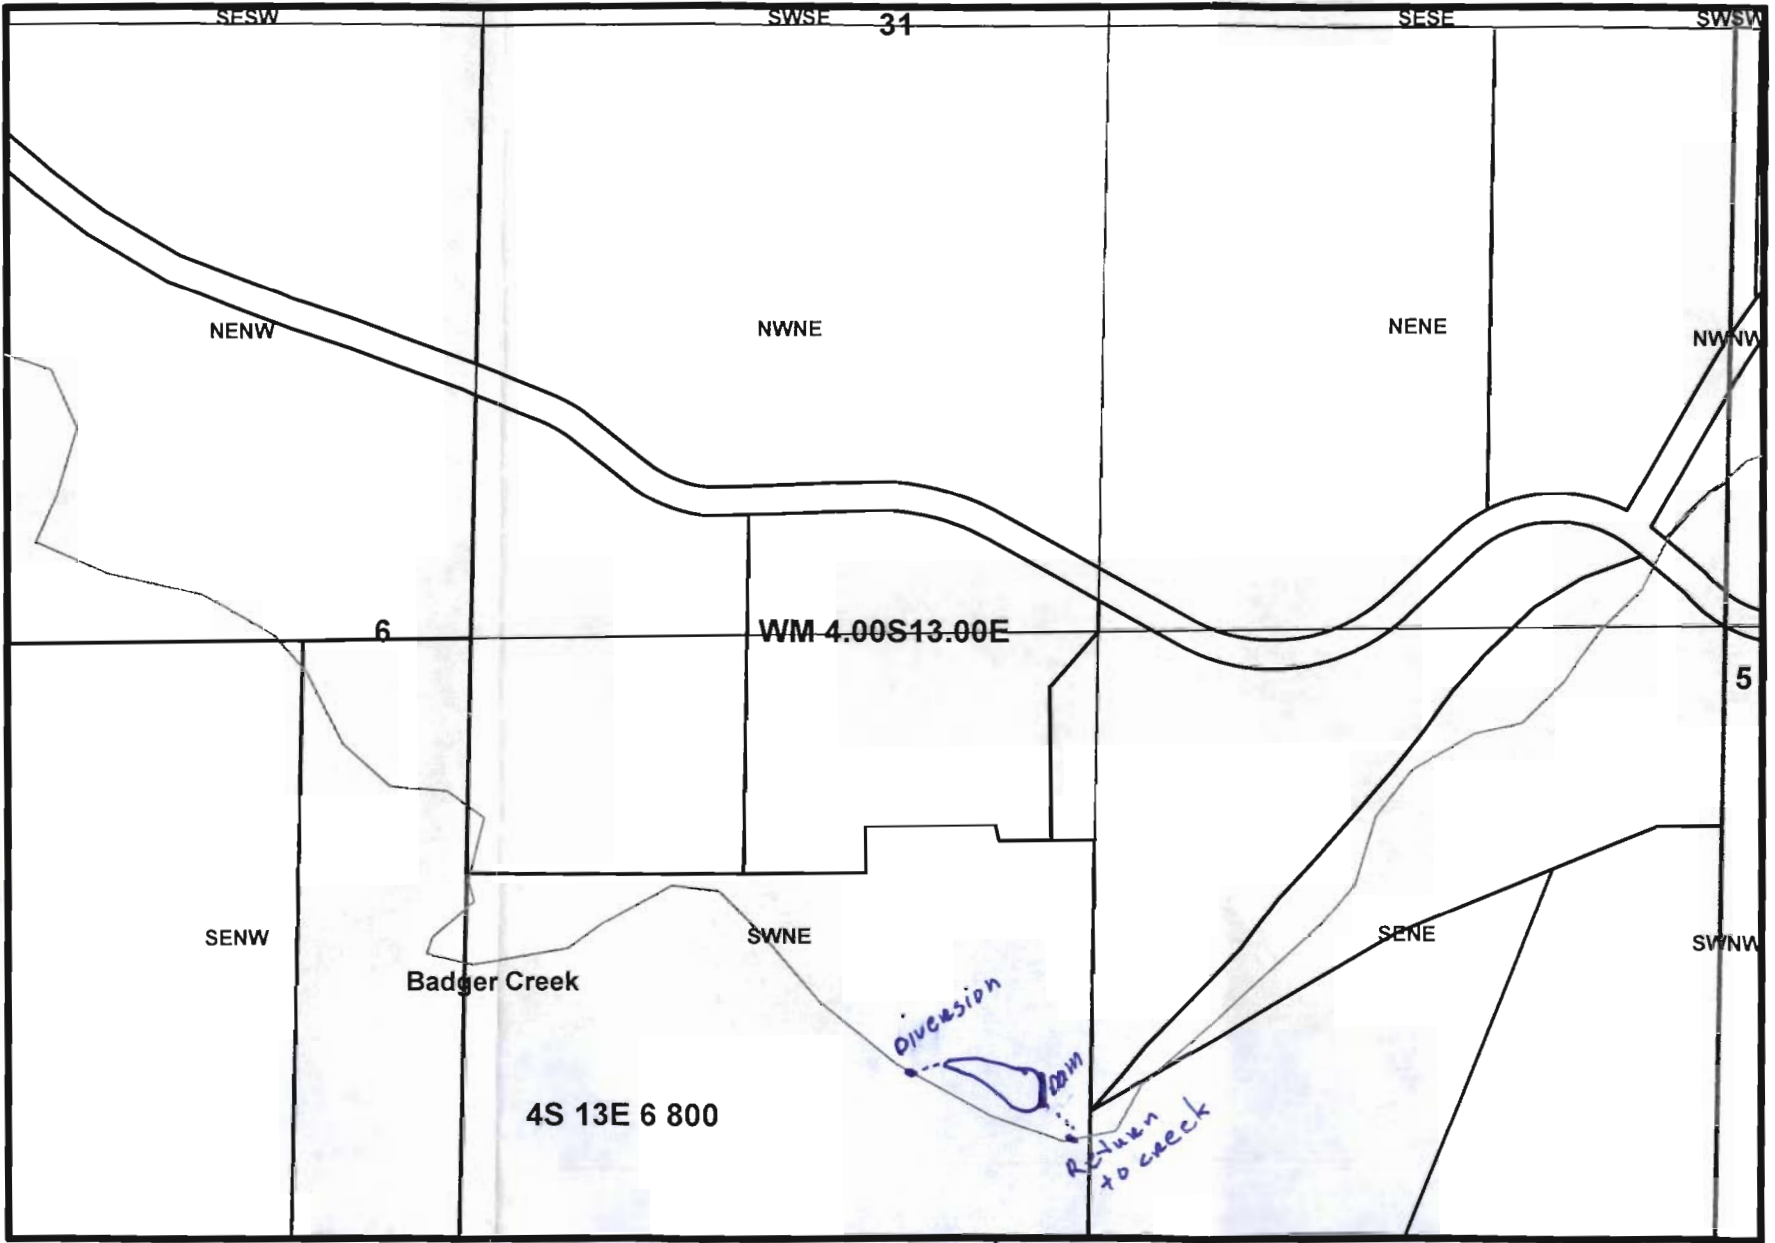 SESW
SWSE
31
SESE
SWSW
NENW
NWNE
NENE
NWNW
6
WM 4.00S13.00E
5
SENW
SWNE
SENE
SWNW
Badger Creek
Diversion
Dam
4S 13E 6 800
Return
to creek